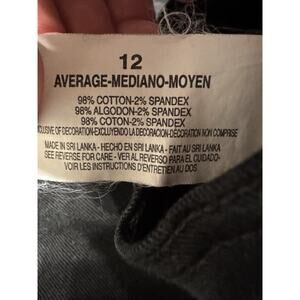 12
AVERAGE-MEDIANO-MOYEN
98% COTTON-2% SPANDEX
98% ALGODON-2% SPANDEX
98% COTON-2% SPANDEX
EXCLUSIVE OF DECORATION-EXCLUYENDO LA DECORACION-DÉCORATION NON COMPRISE
MADE IN SRI LANKA - HECHO EN SRI LANKA - FAIT AU SRI LANKA
SEE REVERSE FOR CARE - VER AL REVERSO PARA EL CUIDADO-
VOIR LES INSTRUCTIONS D'ENTRETIEN AU DOS